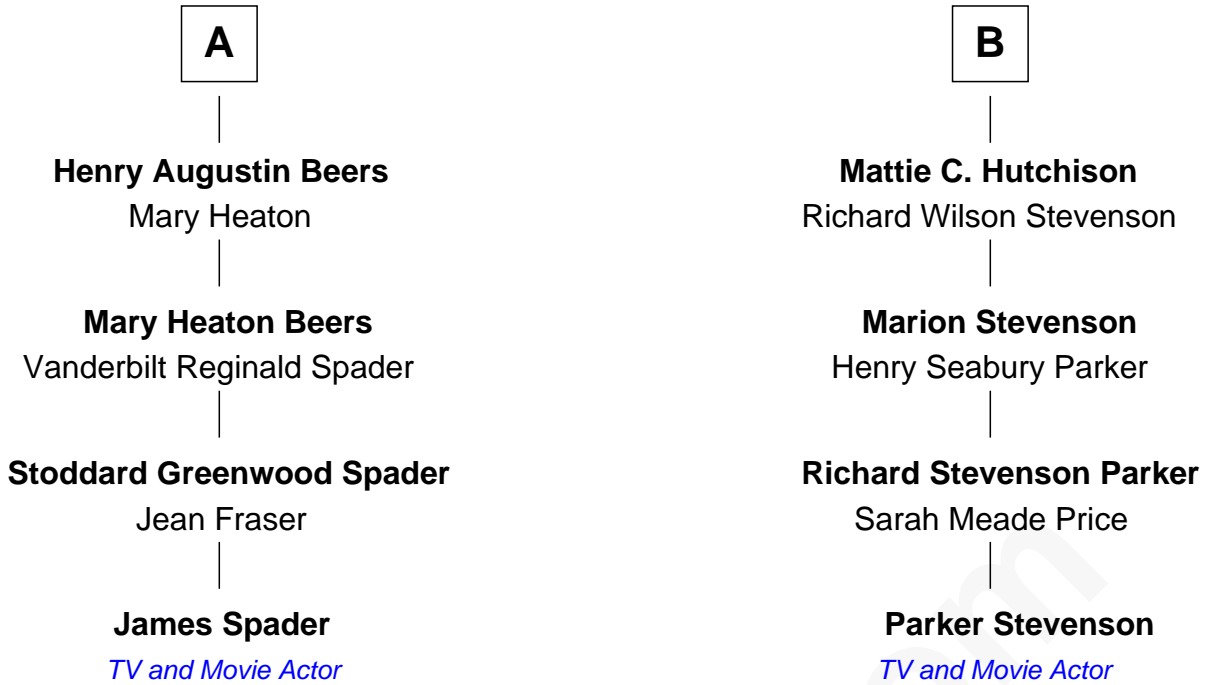 A
Henry Augustin Beers
Mary Heaton
Mary Heaton Beers
Vanderbilt Reginald Spader
Stoddard Greenwood Spader
Jean Fraser
James Spader
TV and Movie Actor
B
Mattie C. Hutchison
Richard Wilson Stevenson
Marion Stevenson
Henry Seabury Parker
Richard Stevenson Parker
Sarah Meade Price
Parker Stevenson
TV and Movie Actor